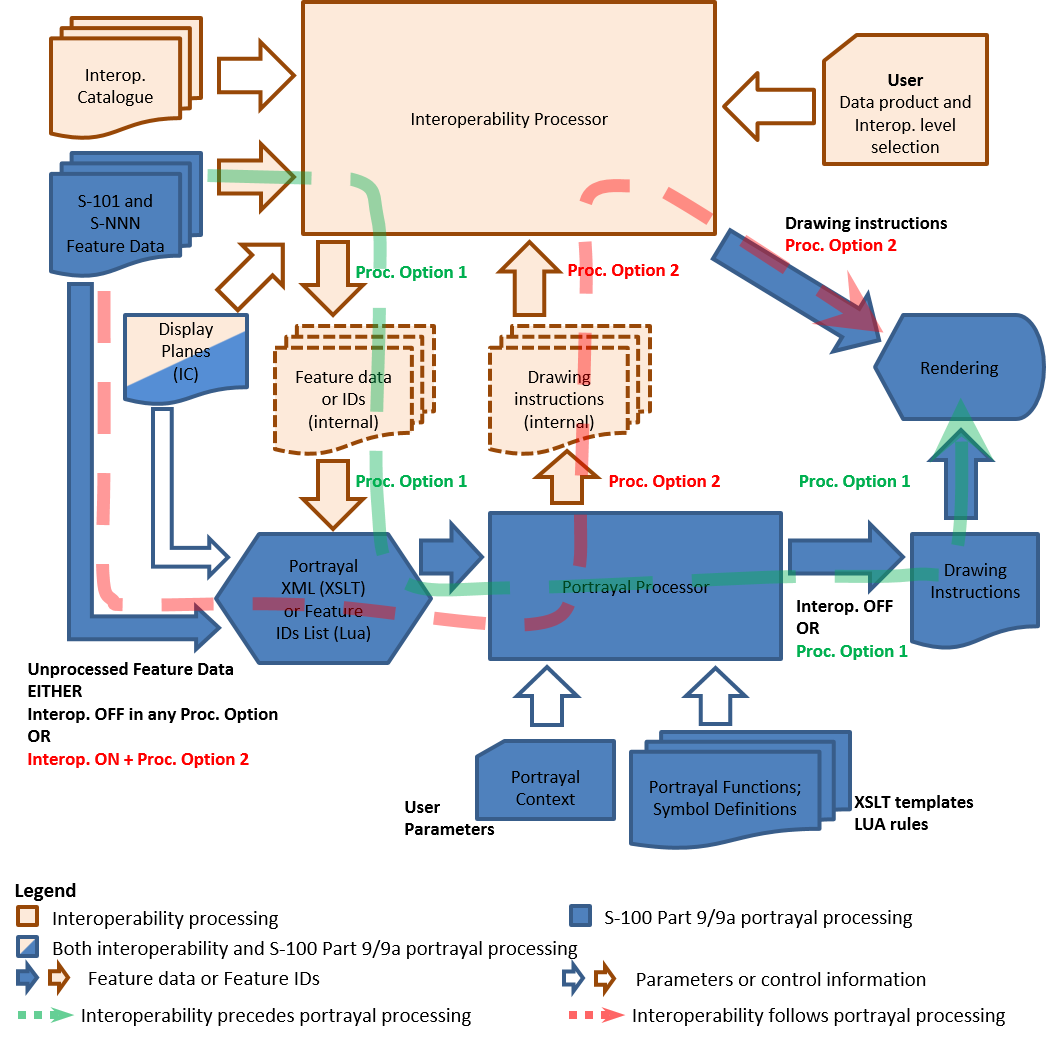 Interop.
Catalogue
Interoperability Processor
User
Data product and
Interop. level
selection
S-101 and
S-NNN
Feature Data
Drawing instructions
Proc. Option 2
Proc. Option 1
Proc. Option 2
Display
Planes
(IC)
Feature data
or IDs
(internal)
Drawing
instructions
(internal)
Rendering
Proc. Option 1
Proc. Option 2
Proc. Option 1
Portrayal
XML (XSLT)
or Feature
IDs List (Lua)
Portrayal Processor
Drawing
Instructions
Interop. OFF
OR
Proc. Option 1
Unprocessed Feature Data
EITHER
Interop. OFF in any Proc. Option
OR
Interop. ON + Proc. Option 2
User
Parameters
Portrayal
Context
Portrayal Functions;
Symbol Definitions
XSLT templates
LUA rules
Legend
Interoperability processing
S-100 Part 9/9a portrayal processing
Both interoperability and S-100 Part 9/9a portrayal processing
Feature data or Feature IDs
Parameters or control information
Interoperability precedes portrayal processing
Interoperability follows portrayal processing